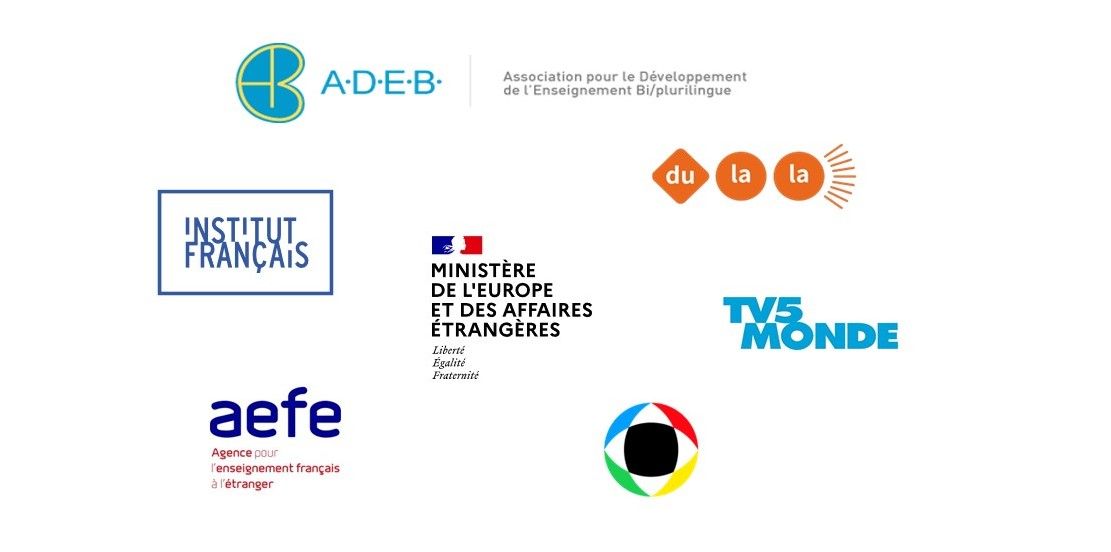 A·D·E·B·
Association pour le Développement
de l'Enseignement Bi/plurilingue
du la la
INSTITUT
FRANÇAIS
MINISTÈRE
DE L'EUROPE
ET DES AFFAIRES
ÉTRANGÈRES
Liberté
Égalité
Fraternité
TV5
MONDE
aefe
Agence pour
l'enseignement français
à l'étranger